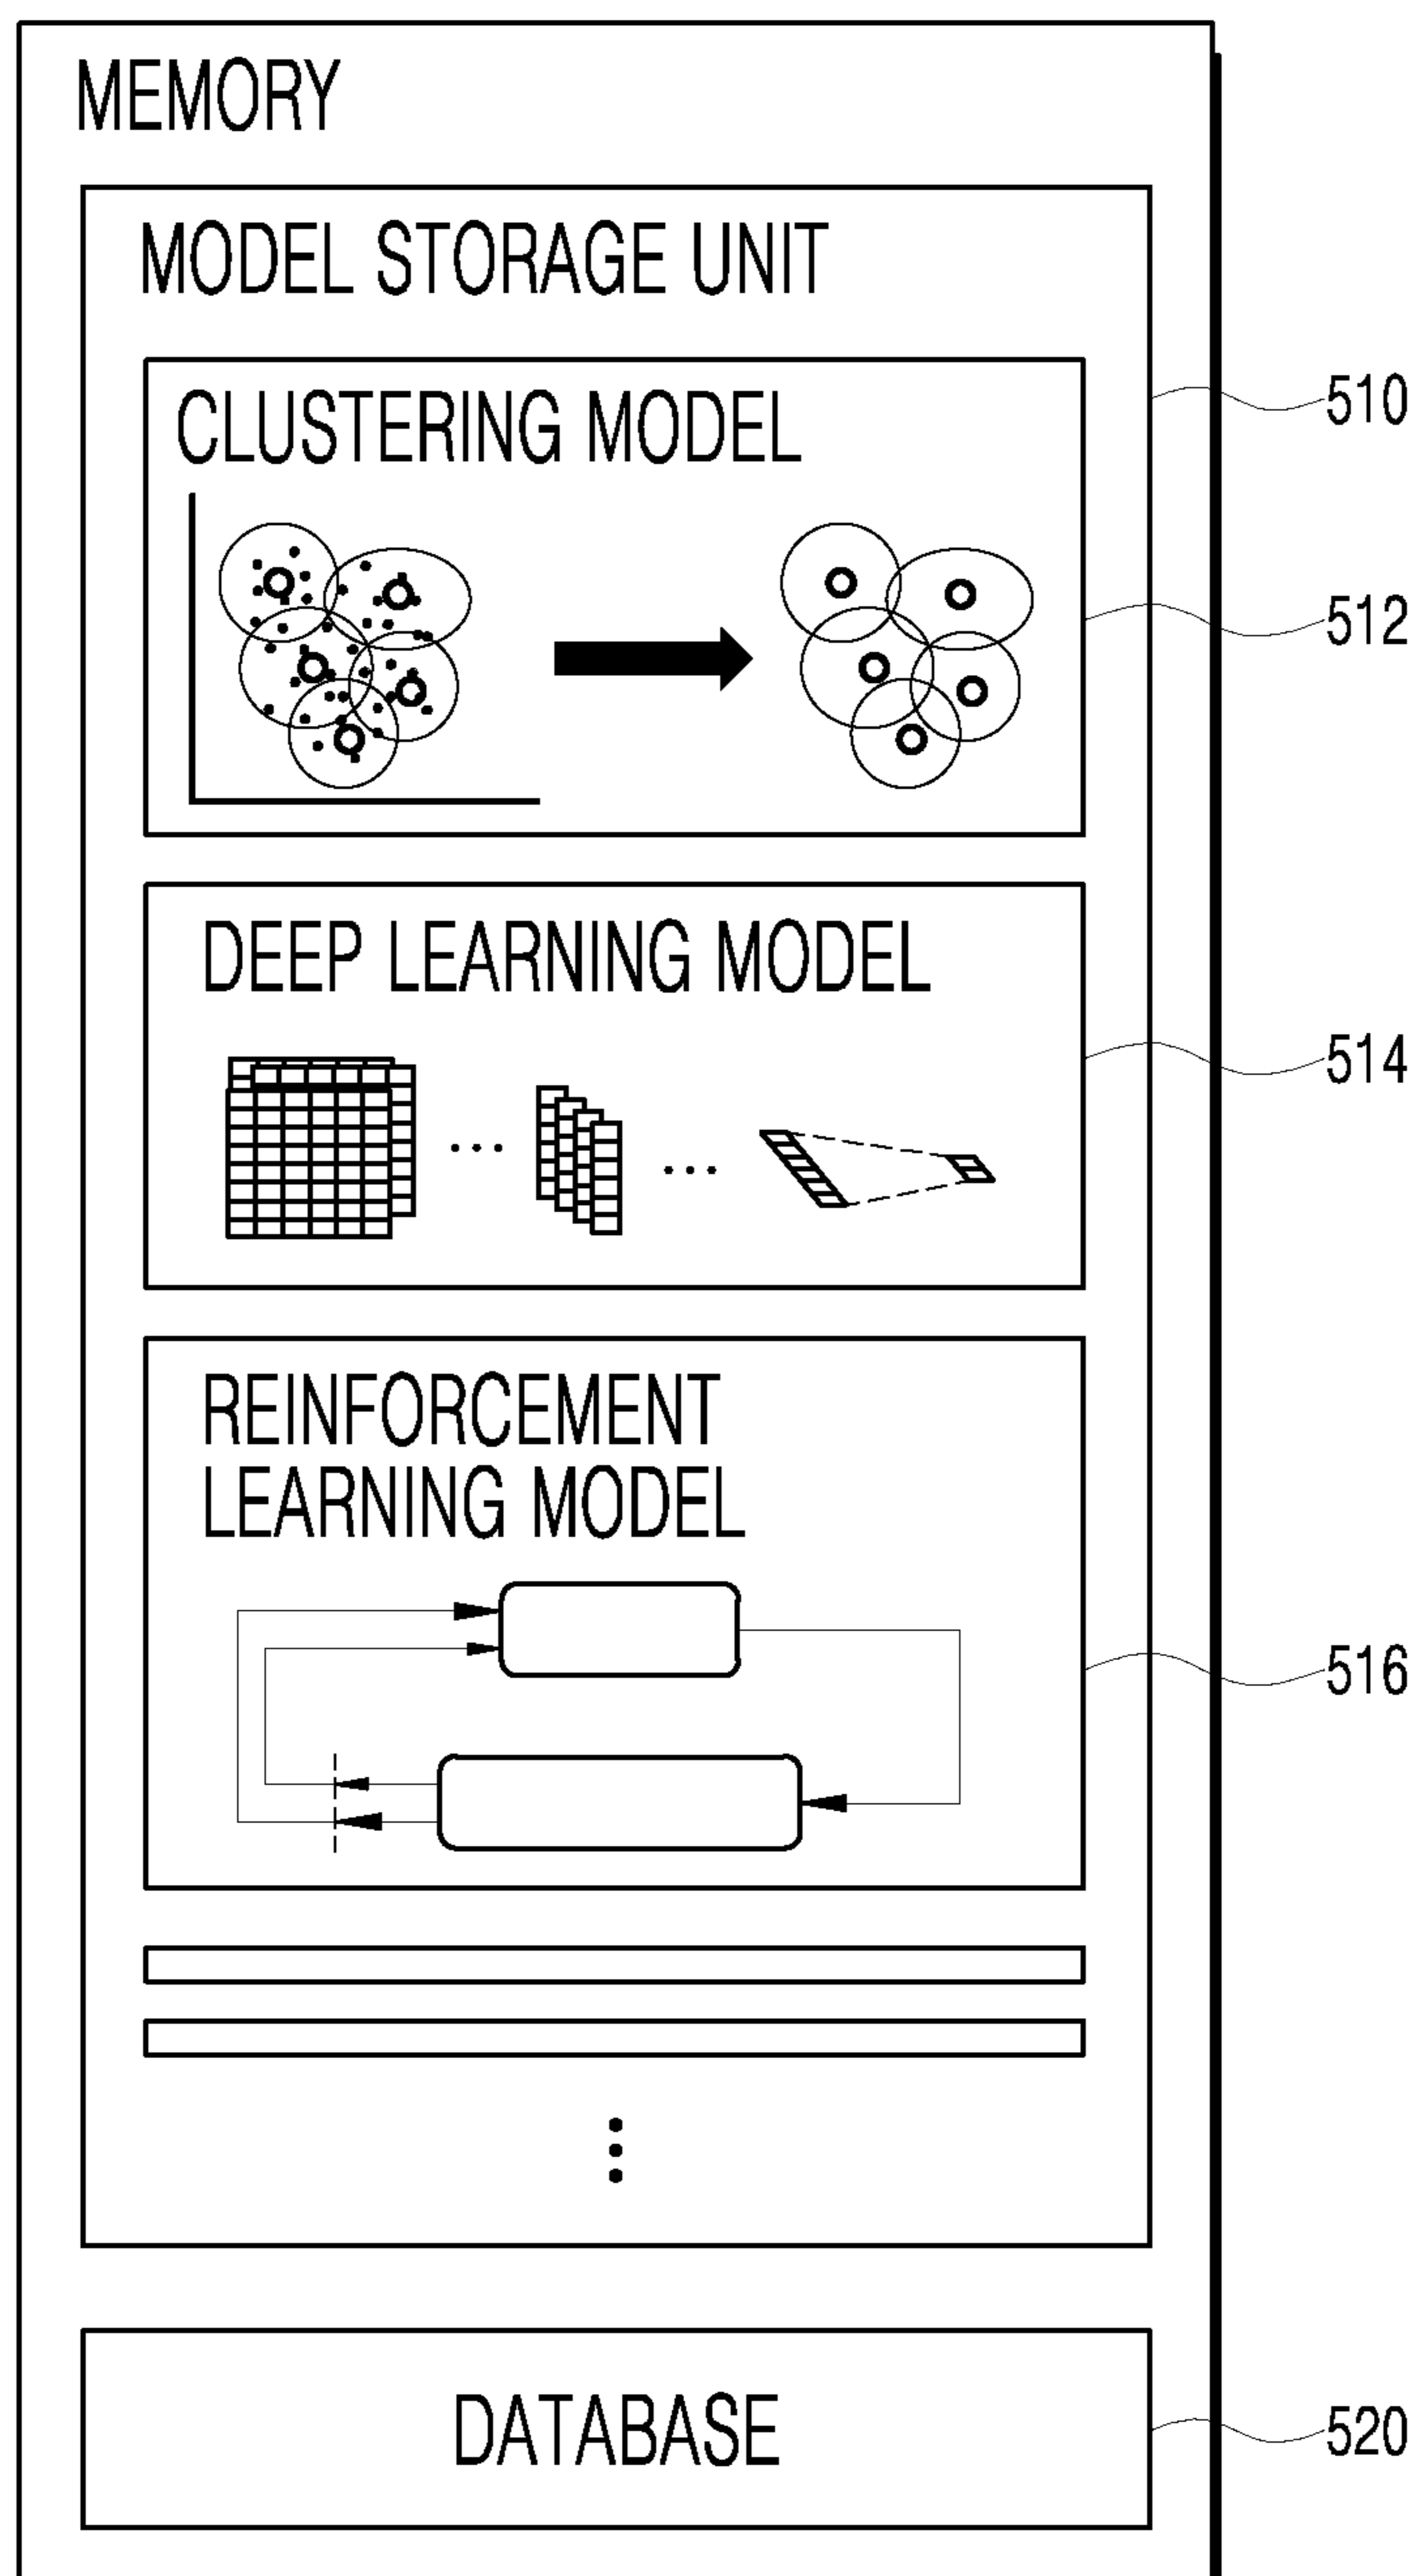 MEMORY
MODEL STORAGE UNIT
CLUSTERING MODEL
510
512
DEEP LEARNING MODEL
514
REINFORCEMENT
LEARNING MODEL
516
DATABASE
520